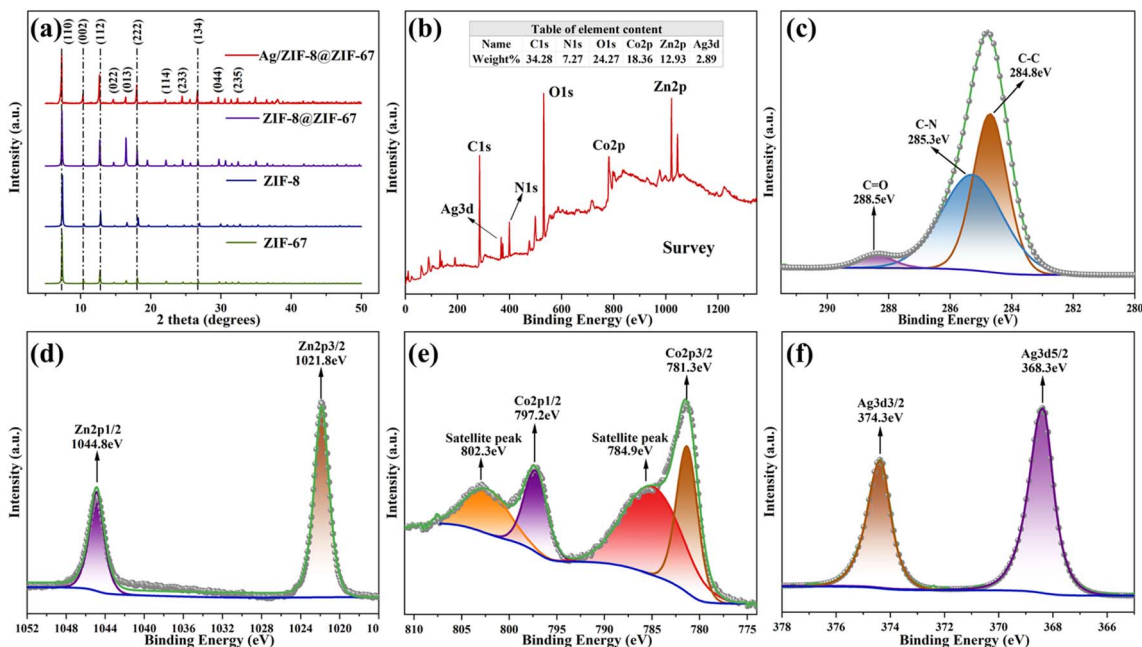 (a)
(110)
(002)
(112)
(222)
(134)
Ag/ZIF-8@ZIF-67
(022)
(013)
(114)
(233)
(044)
(235)
ZIF-8@ZIF-67
ZIF-8
ZIF-67
Intensity (a.u.)
0 10 20 30 40 50
2 theta (degrees)
(b)
Table of element content
Name C1s N1s O1s Co2p Zn2p Ag3d
Weight% 34.28 7.27 24.27 18.36 12.93 2.89
O1s
Zn2p
C1s
Co2p
N1s
Ag3d
Survey
Intensity (a.u.)
0 200 400 600 800 1000 1200
Binding Energy (eV)
(c)
C-C
284.8eV
C-N
285.3eV
C=O
288.5eV
Intensity (a.u.)
290 288 286 284 282 280
Binding Energy (eV)
(d)
Zn2p3/2
1021.8eV
Zn2p1/2
1044.8eV
Intensity (a.u.)
1052 1044 1040 1036 1032 1028 1024 1020 10
Binding Energy (eV)
(e)
Co2p3/2
781.3eV
Co2p1/2
797.2eV
Satellite peak
802.3eV
Satellite peak
784.9eV
Intensity (a.u.)
810 805 800 795 790 785 780 775
Binding Energy (eV)
(f)
Ag3d5/2
368.3eV
Ag3d3/2
374.3eV
Intensity (a.u.)
378 376 374 372 370 368 366
Binding Energy (eV)